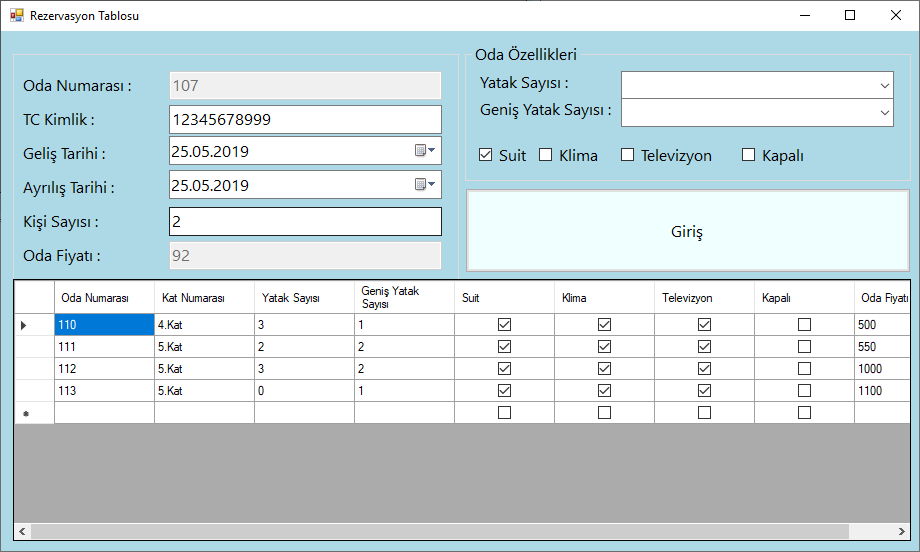 Rezervasyon Tablosu
Oda Numarası : 107
TC Kimlik : 12345678999
Geliş Tarihi : 25.05.2019
Ayrılış Tarihi : 25.05.2019
Kişi Sayısı : 2
Oda Fiyatı : 92
Oda Özellikleri
Yatak Sayısı :
Geniş Yatak Sayısı :
Suit Klima Televizyon Kapalı
Giriş
Oda Numarası Kat Numarası Yatak Sayısı Geniş Yatak Sayısı Suit Klima Televizyon Kapalı Oda Fiyatı
110 4.Kat 3 1 500
111 5.Kat 2 2 550
112 5.Kat 3 2 1000
113 5.Kat 0 1 1100